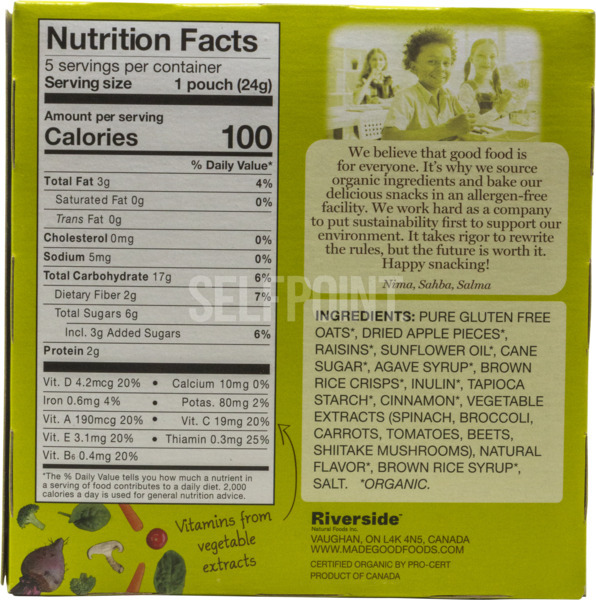 Nutrition Facts
5 servings per container
Serving size 1 pouch (24g)
Amount per serving
Calories 100
% Daily Value*
Total Fat 3g 4%
Saturated Fat 0g 0%
Trans Fat 0g
Cholesterol 0mg 0%
Sodium 5mg 0%
Total Carbohydrate 17g 6%
Dietary Fiber 2g 7%
Total Sugars 6g
Incl. 3g Added Sugars 6%
Protein 2g
Vit. D 4.2mcg 20% • Calcium 10mg 0%
Iron 0.6mg 4% • Potas. 80mg 2%
Vit. A 190mcg 20% • Vit. C 19mg 20%
Vit. E 3.1mg 20% • Thiamin 0.3mg 25%
Vit. B6 0.4mg 20%
*The % Daily Value tells you how much a nutrient in
a serving of food contributes to a daily diet. 2,000
calories a day is used for general nutrition advice.
Vitamins from
vegetable
extracts
We believe that good food is
for everyone. It's why we source
organic ingredients and bake our
delicious snacks in an allergen-free
facility. We work hard as a company
to put sustainability first to support our
environment. It takes rigor to rewrite
the rules, but the future is worth it.
Happy snacking!
Nima, Sahba, Salma
SELFPOINT
INGREDIENTS: PURE GLUTEN FREE
OATS*, DRIED APPLE PIECES*,
RAISINS*, SUNFLOWER OIL*, CANE
SUGAR*, AGAVE SYRUP*, BROWN
RICE CRISPS*, INULIN*, TAPIOCA
STARCH*, CINNAMON*, VEGETABLE
EXTRACTS (SPINACH, BROCCOLI,
CARROTS, TOMATOES, BEETS,
SHIITAKE MUSHROOMS), NATURAL
FLAVOR*, BROWN RICE SYRUP*,
SALT. *ORGANIC.
Riverside™
Natural Foods Inc.
VAUGHAN, ON L4K 4N5, CANADA
WWW.MADEGOODFOODS.COM
CERTIFIED ORGANIC BY PRO-CERT
PRODUCT OF CANADA